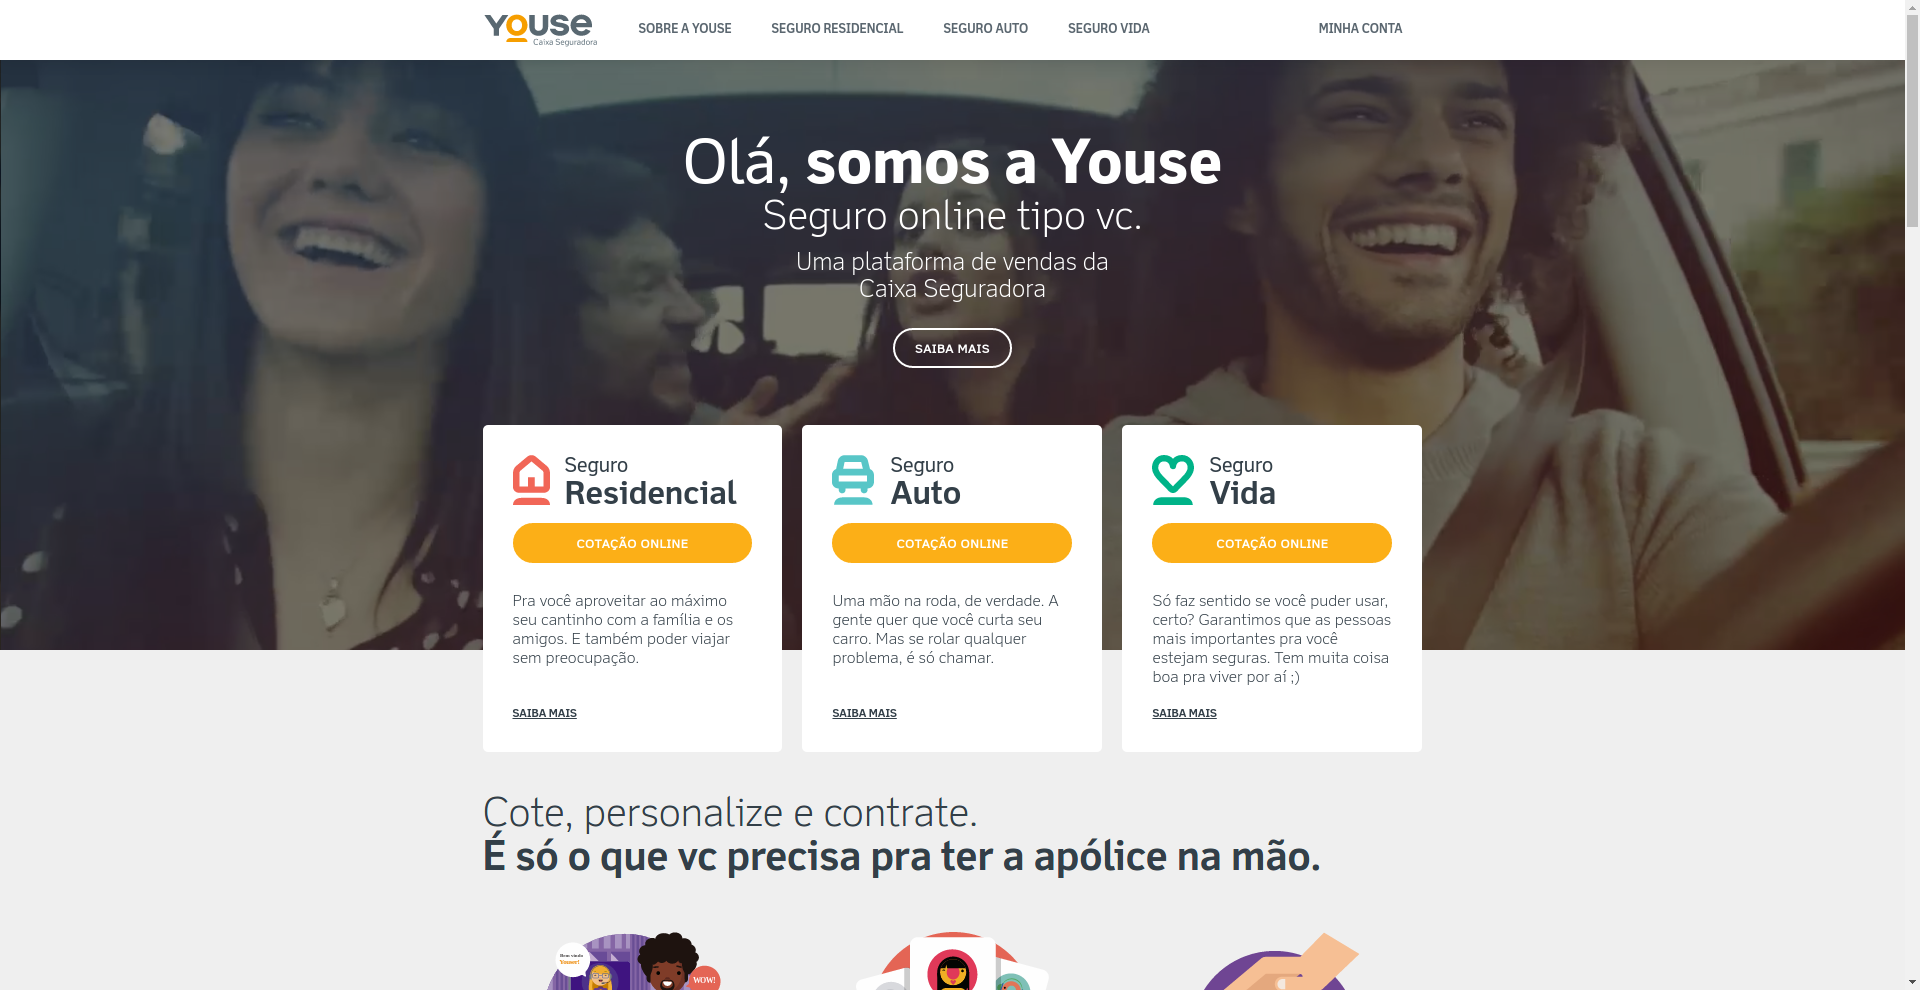 Youse
Caixa Seguradora
SOBRE A YOUSE
SEGURO RESIDENCIAL
SEGURO AUTO
SEGURO VIDA
MINHA CONTA
Olá, somos a Youse
Seguro online tipo vc.
Uma plataforma de vendas da
Caixa Seguradora
SAIBA MAIS
Seguro
Residencial
COTAÇÃO ONLINE
Pra você aproveitar ao máximo
seu cantinho com a família e os
amigos. E também poder viajar
sem preocupação.
SAIBA MAIS
Seguro
Auto
COTAÇÃO ONLINE
Uma mão na roda, de verdade. A
gente quer que você curta seu
carro. Mas se rolar qualquer
problema, é só chamar.
SAIBA MAIS
Seguro
Vida
COTAÇÃO ONLINE
Só faz sentido se você puder usar,
certo? Garantimos que as pessoas
mais importantes pra você
estejam seguras. Tem muita coisa
boa pra viver por aí ;)
SAIBA MAIS
Cote, personalize e contrate.
É só o que vc precisa pra ter a apólice na mão.
Bem vinda
Youser!
WOW!